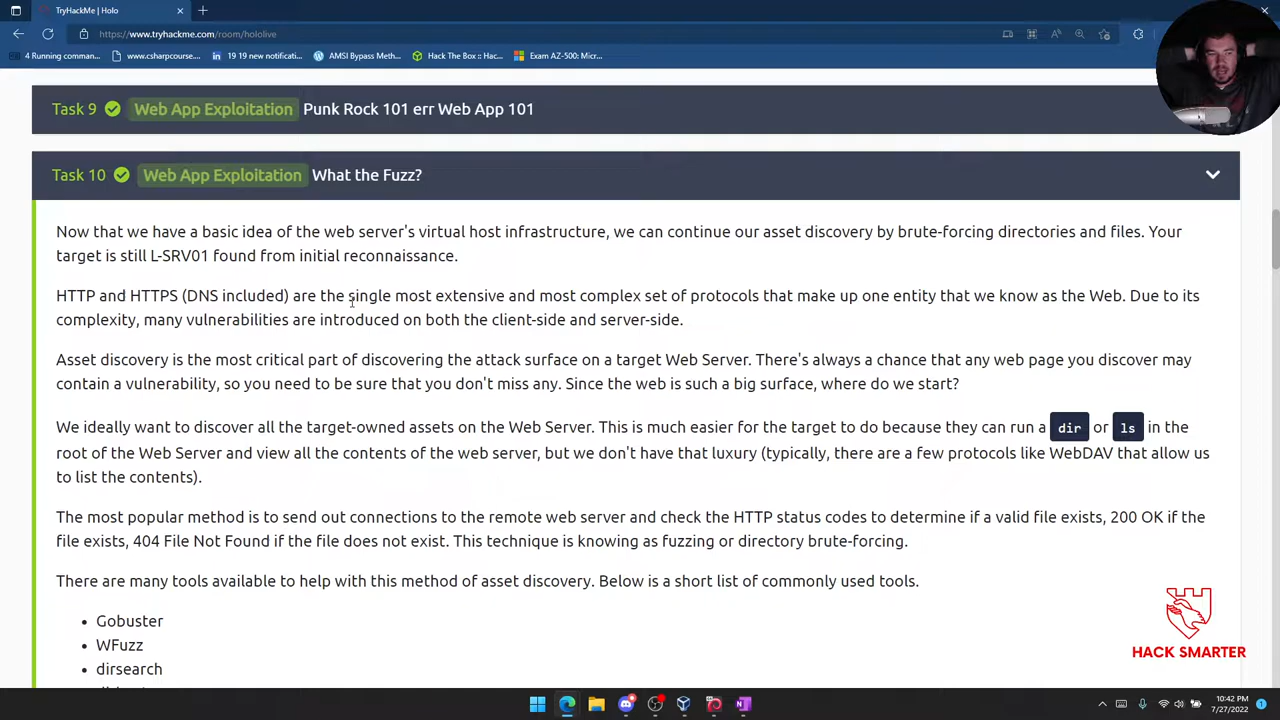 TryHackMe | Holo
https://www.tryhackme.com/room/hololive
4 Running comman... www.csharpcourse.... 19 19 new notificati... AMSI Bypass Meth... Hack The Box :: Hac... Exam AZ-500: Micr...
Task 9 Web App Exploitation Punk Rock 101 err Web App 101
Task 10 Web App Exploitation What the Fuzz?
Now that we have a basic idea of the web server's virtual host infrastructure, we can continue our asset discovery by brute-forcing directories and files. Your
target is still L-SRV01 found from initial reconnaissance.
HTTP and HTTPS (DNS included) are the single most extensive and most complex set of protocols that make up one entity that we know as the Web. Due to its
complexity, many vulnerabilities are introduced on both the client-side and server-side.
Asset discovery is the most critical part of discovering the attack surface on a target Web Server. There's always a chance that any web page you discover may
contain a vulnerability, so you need to be sure that you don't miss any. Since the web is such a big surface, where do we start?
We ideally want to discover all the target-owned assets on the Web Server. This is much easier for the target to do because they can run a dir or ls in the
root of the Web Server and view all the contents of the web server, but we don't have that luxury (typically, there are a few protocols like WebDAV that allow us
to list the contents).
The most popular method is to send out connections to the remote web server and check the HTTP status codes to determine if a valid file exists, 200 OK if the
file exists, 404 File Not Found if the file does not exist. This technique is knowing as fuzzing or directory brute-forcing.
There are many tools available to help with this method of asset discovery. Below is a short list of commonly used tools.
Gobuster
WFuzz
dirsearch
HACK SMARTER
10:42 PM
7/27/2022